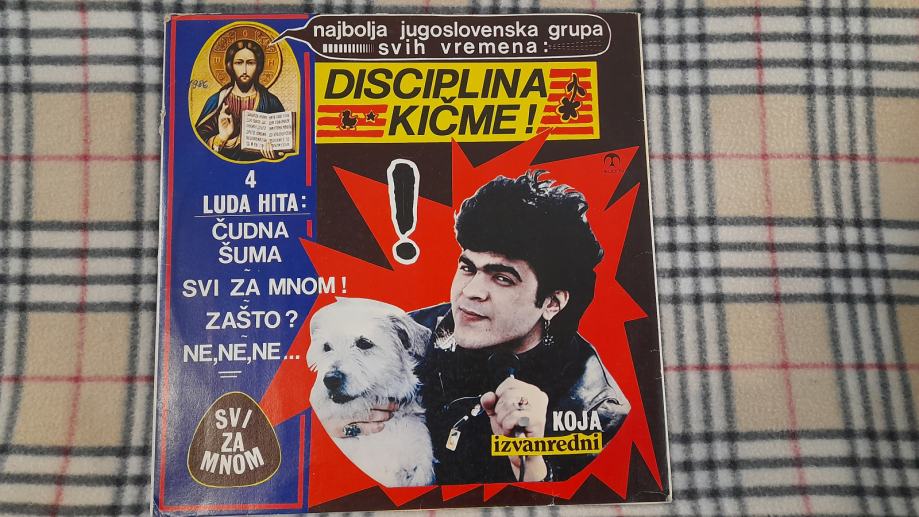 najbolja jugoslovenska grupa
svih vremena:
DISCIPLINA
KIČME!
1986
4
LUDA HITA:
ČUDNA
ŠUMA
~
SVI ZA MNOM!
~
ZAŠTO?
~
NE,NE,NE...
SVI
ZA
MNOM
!
KOJA
izvanredni